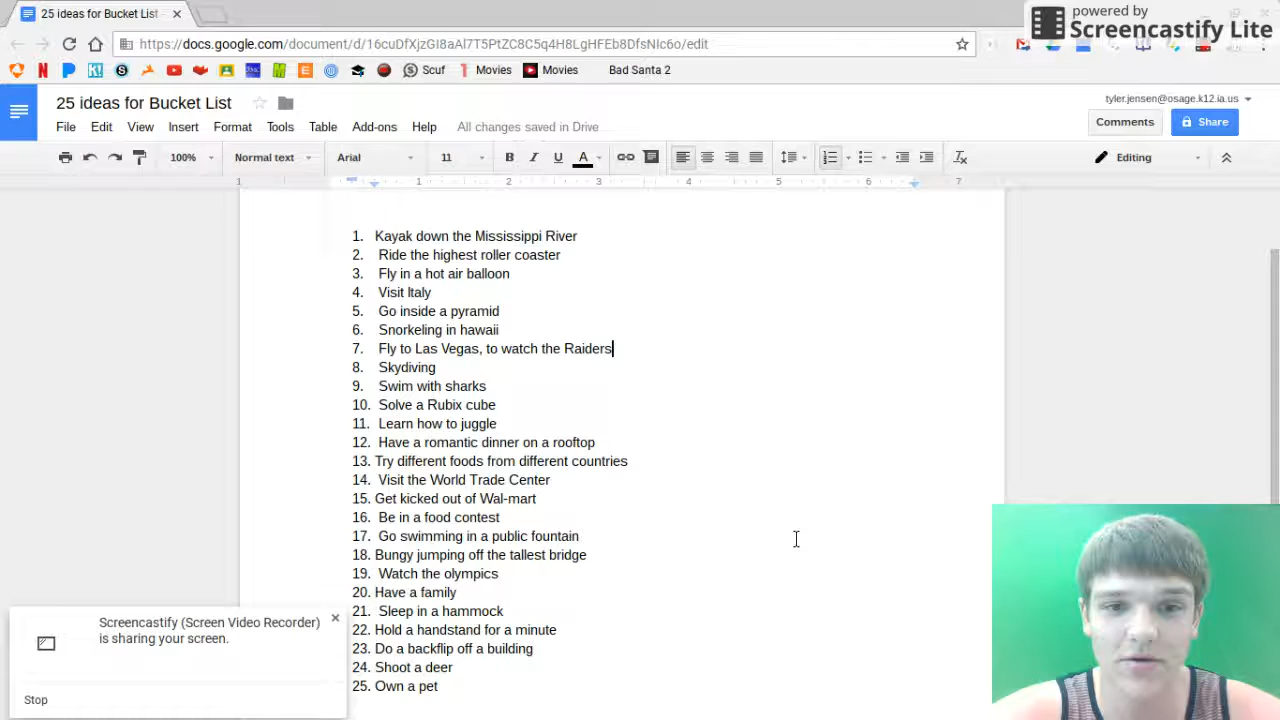 25 ideas for Bucket List
powered by
Screencastify Lite
docs.google.com/document/
/edit
Scuf
Movies
Movies
Bad Santa 2
25 ideas for Bucket List
tyler.jensen@osage.k12.ia.us
File Edit View Insert Format Tools Table Add-ons Help All changes saved in Drive
Comments
Share
100% Normal text Arial 11 B I U A Editing
1 1 2 3 4 5 6 7
1. Kayak down the Mississippi River
2. Ride the highest roller coaster
3. Fly in a hot air balloon
4. Visit Italy
5. Go inside a pyramid
6. Snorkeling in hawaii
7. Fly to Las Vegas, to watch the Raiders
8. Skydiving
9. Swim with sharks
10. Solve a Rubix cube
11. Learn how to juggle
12. Have a romantic dinner on a rooftop
13. Try different foods from different countries
14. Visit the World Trade Center
15. Get kicked out of Wal-mart
16. Be in a food contest
17. Go swimming in a public fountain
18. Bungy jumping off the tallest bridge
19. Watch the olympics
20. Have a family
21. Sleep in a hammock
22. Hold a handstand for a minute
23. Do a backflip off a building
24. Shoot a deer
25. Own a pet
Screencastify (Screen Video Recorder)
is sharing your screen.
Stop